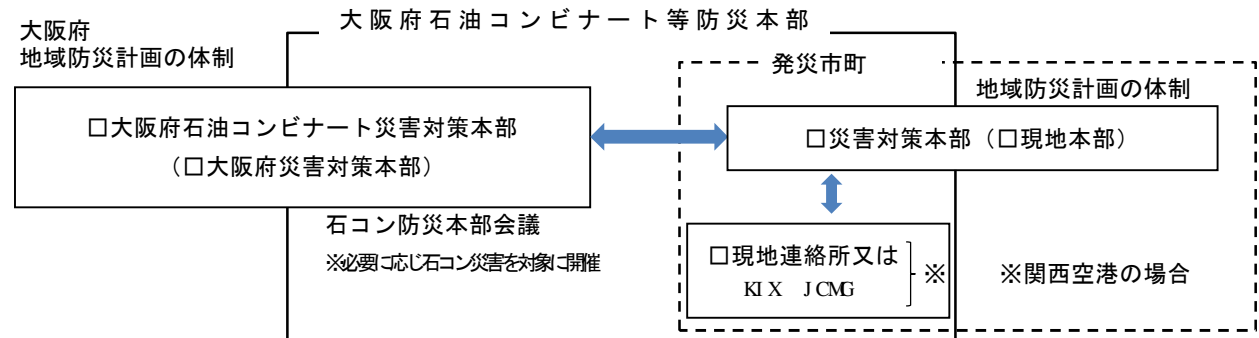 大阪府石油コンビナート等防災本部
大阪府
地域防災計画の体制
発災市町
地域防災計画の体制
□大阪府石油コンビナート災害対策本部
（□大阪府災害対策本部）
□災害対策本部（□現地本部）
石コン防災本部会議
※必要に応じ石コン災害を対象に開催
□現地連絡所又は
KIX JCMG
※
※関西空港の場合